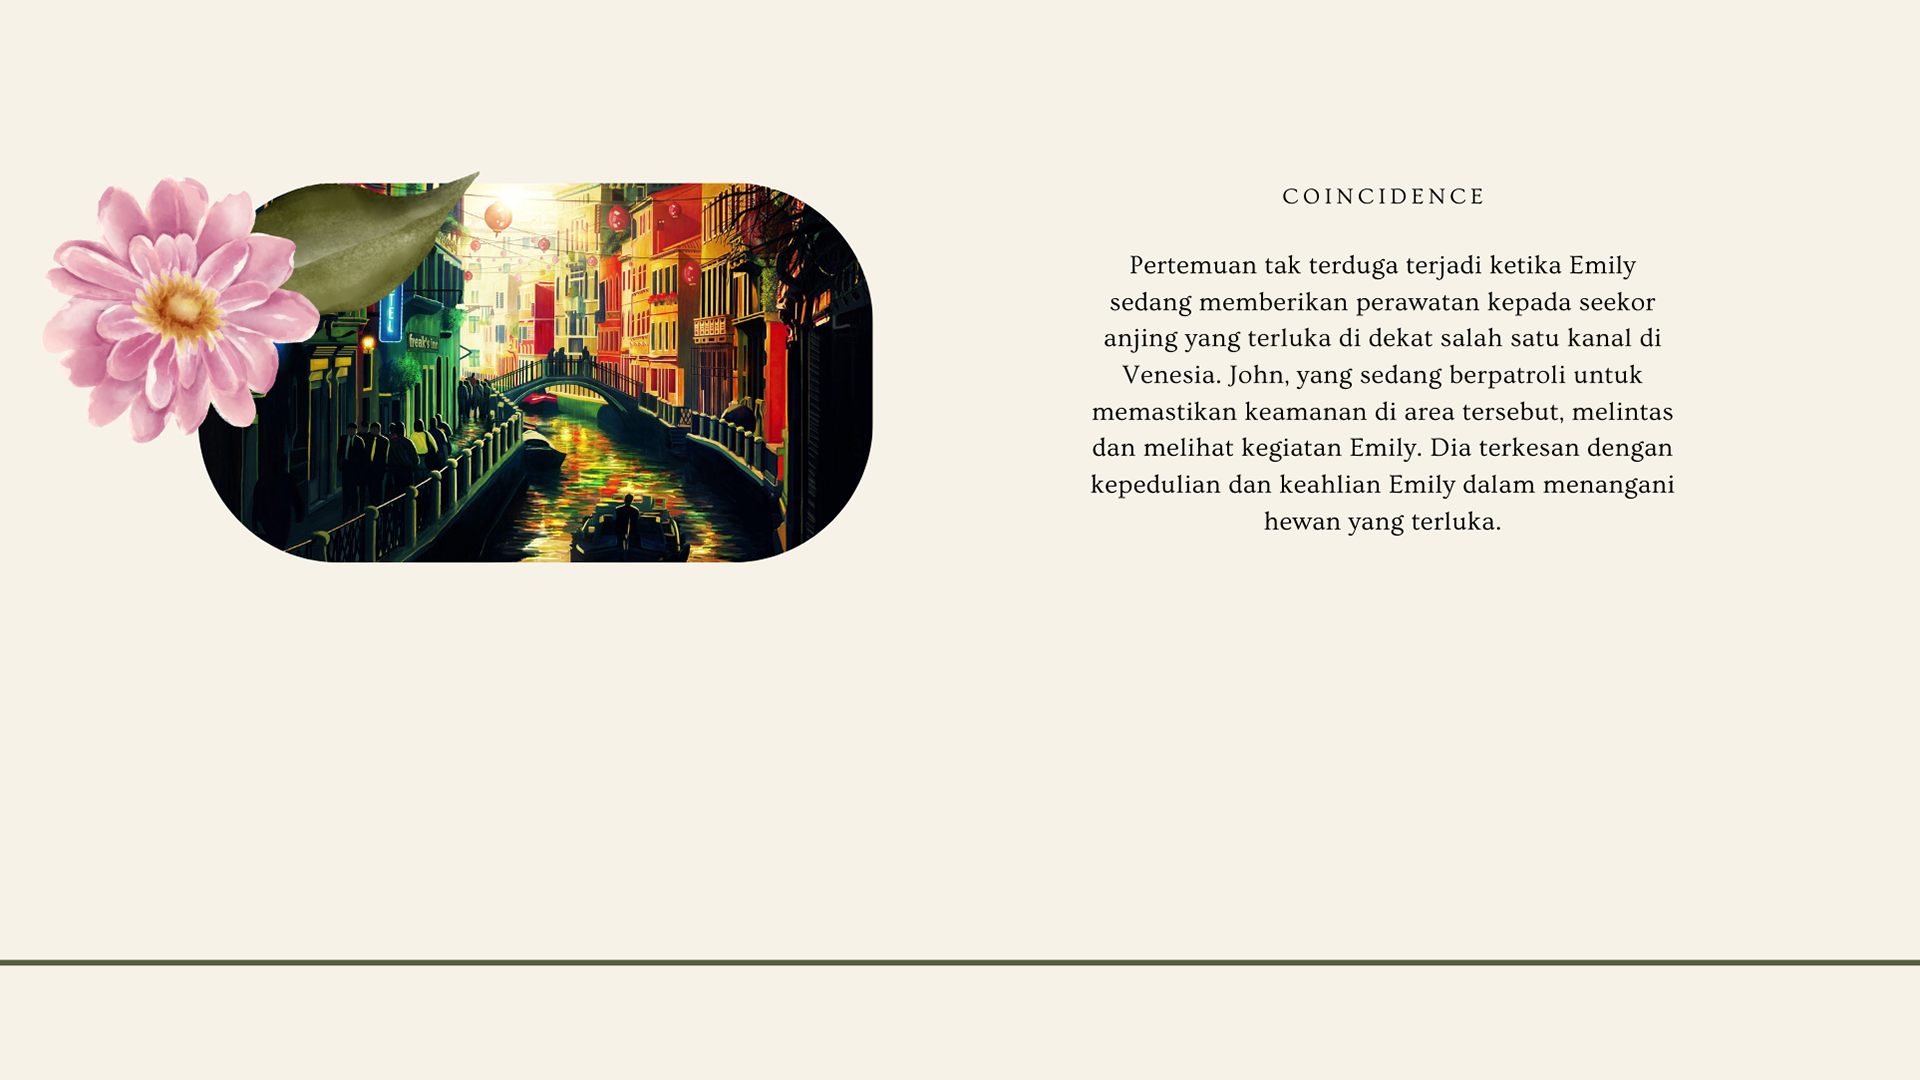 COINCIDENCE
Pertemuan tak terduga terjadi ketika Emily
sedang memberikan perawatan kepada seekor
anjing yang terluka di dekat salah satu kanal di
Venesia. John, yang sedang berpatroli untuk
memastikan keamanan di area tersebut, melintas
dan melihat kegiatan Emily. Dia terkesan dengan
kepedulian dan keahlian Emily dalam menangani
hewan yang terluka.
freak's